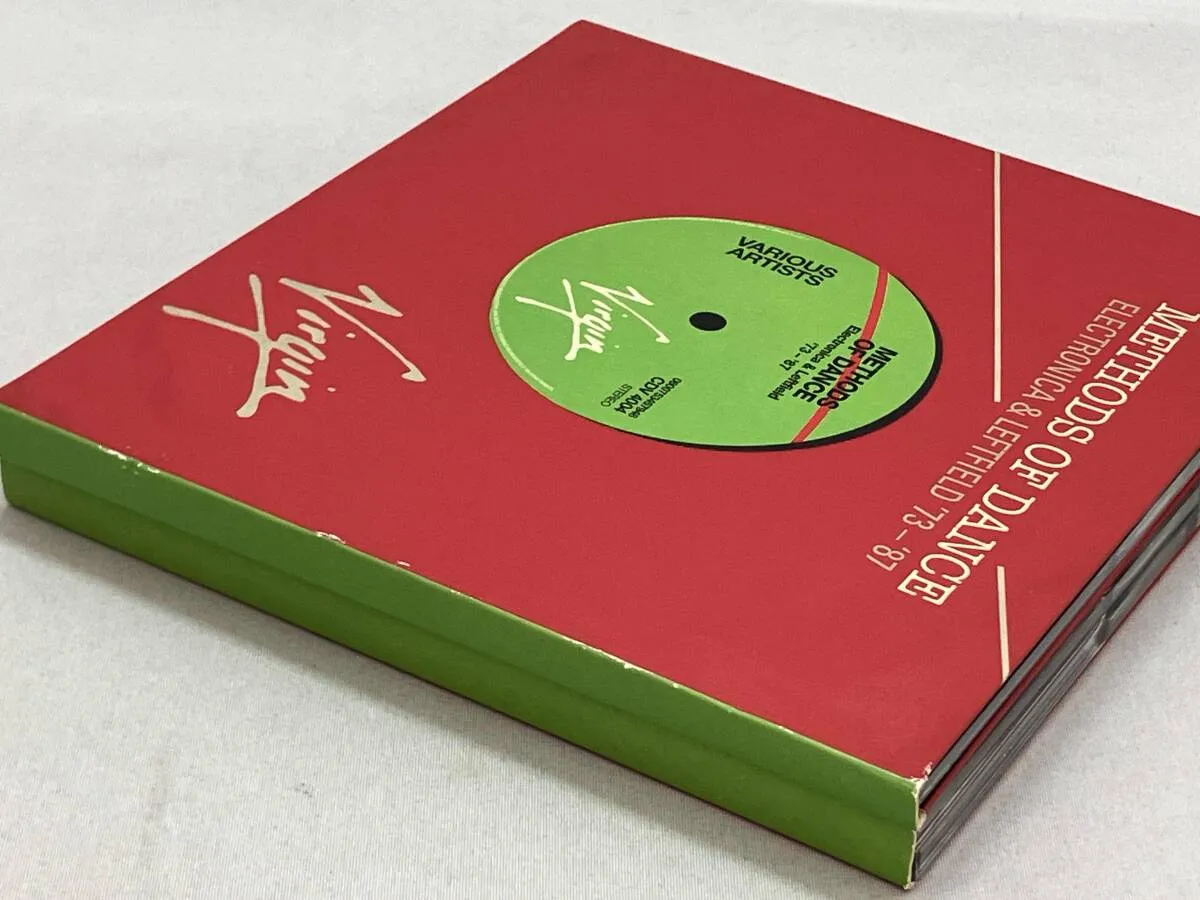 METHODS OF DANCE
ELECTRONICA & LEFTFIELD '73-'87
VARIOUS
ARTISTS
Virgin
METHODS
OF DANCE
Electronica & Leftfield
'73-'87
CDV 4004
STEREO
Virgin